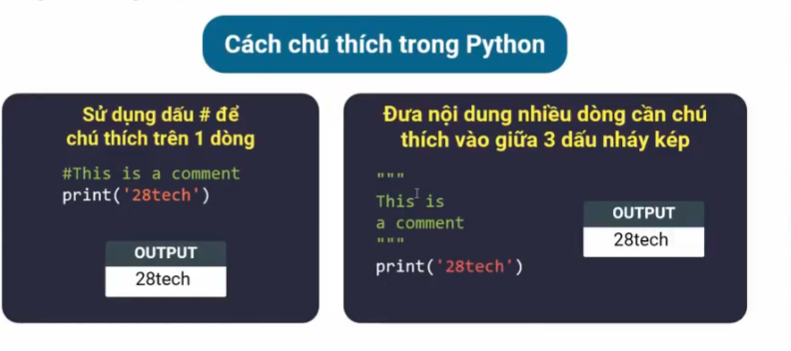 Cách chú thích trong Python
Sử dụng dấu # để
chú thích trên 1 dòng
#This is a comment
print('28tech')
OUTPUT
28tech
Đưa nội dung nhiều dòng cần chú
thích vào giữa 3 dấu nháy kép
"""
This is
a comment
"""
print('28tech')
OUTPUT
28tech